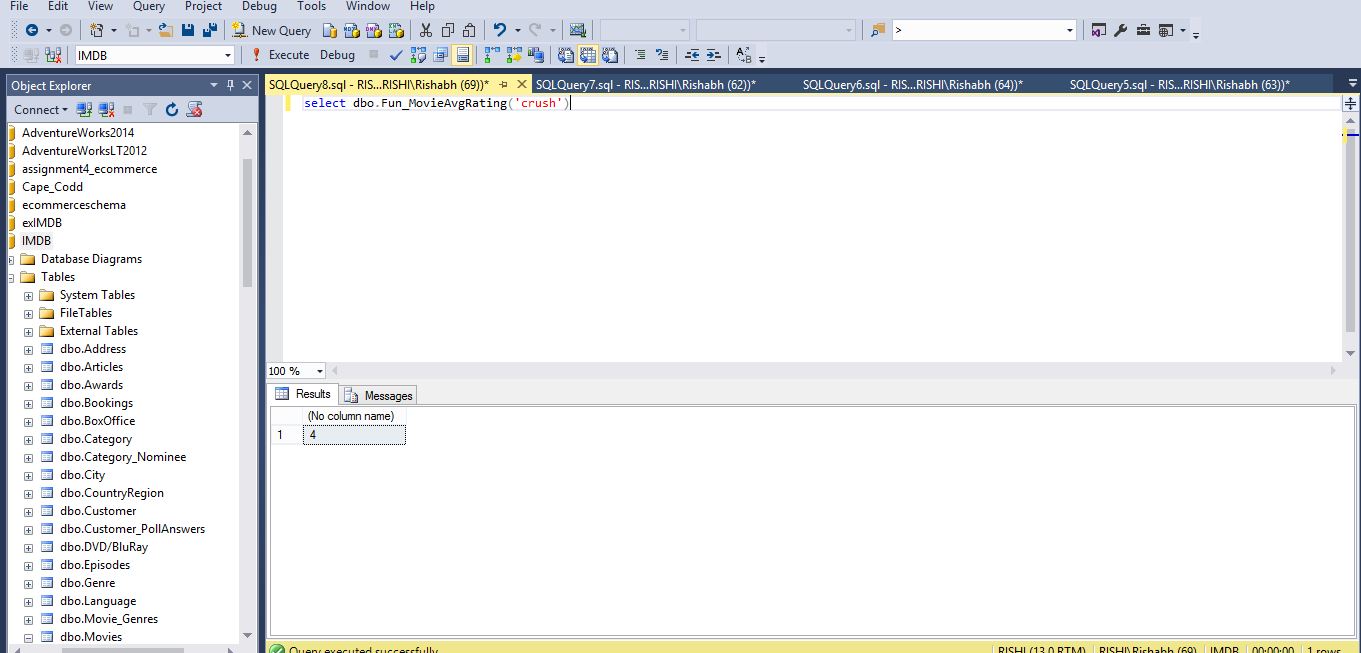 File Edit View Query Project Debug Tools Window Help
New Query >
IMDB Execute Debug
Object Explorer
SQLQuery8.sql - RIS...RISHI\Rishabh (69))* SQLQuery7.sql - RIS...RISHI\Rishabh (62))* SQLQuery6.sql - RIS...RISHI\Rishabh (64))* SQLQuery5.sql - RIS...RISHI\Rishabh (63))*
Connect
select dbo.Fun_MovieAvgRating('crush')
AdventureWorks2014
AdventureWorksLT2012
assignment4_ecommerce
Cape_Codd
ecommerceschema
exIMDB
IMDB
Database Diagrams
Tables
System Tables
FileTables
External Tables
dbo.Address
dbo.Articles
dbo.Awards
dbo.Bookings
dbo.BoxOffice
dbo.Category
dbo.Category_Nominee
dbo.City
dbo.CountryRegion
dbo.Customer
dbo.Customer_PollAnswers
dbo.DVD/BluRay
dbo.Episodes
dbo.Genre
dbo.Language
dbo.Movie_Genres
dbo.Movies
100 %
Results Messages
(No column name)
1 4
Query executed successfully RISHI (13.0 RTM) RISHI\Rishabh (69) IMDB 00:00:00 1 rows